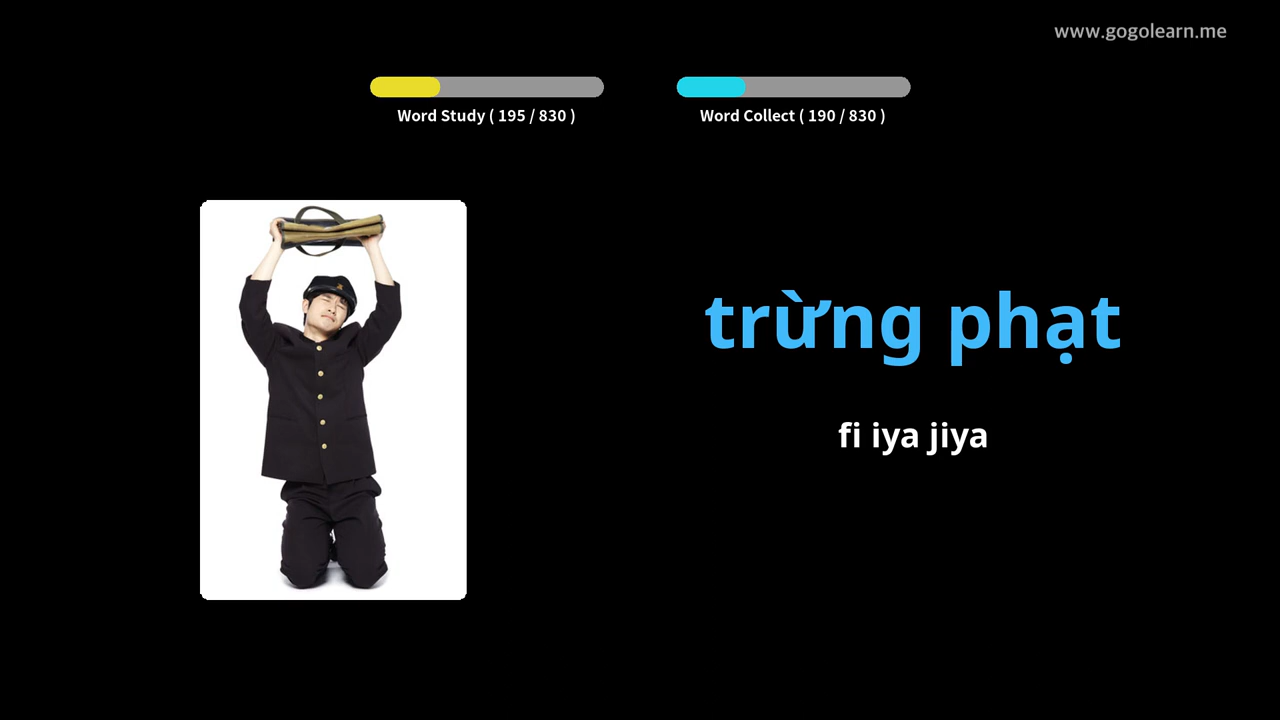 www.gogolearn.me
Word Study ( 195 / 830 )
Word Collect ( 190 / 830 )
trừng phạt
fi iya jiya